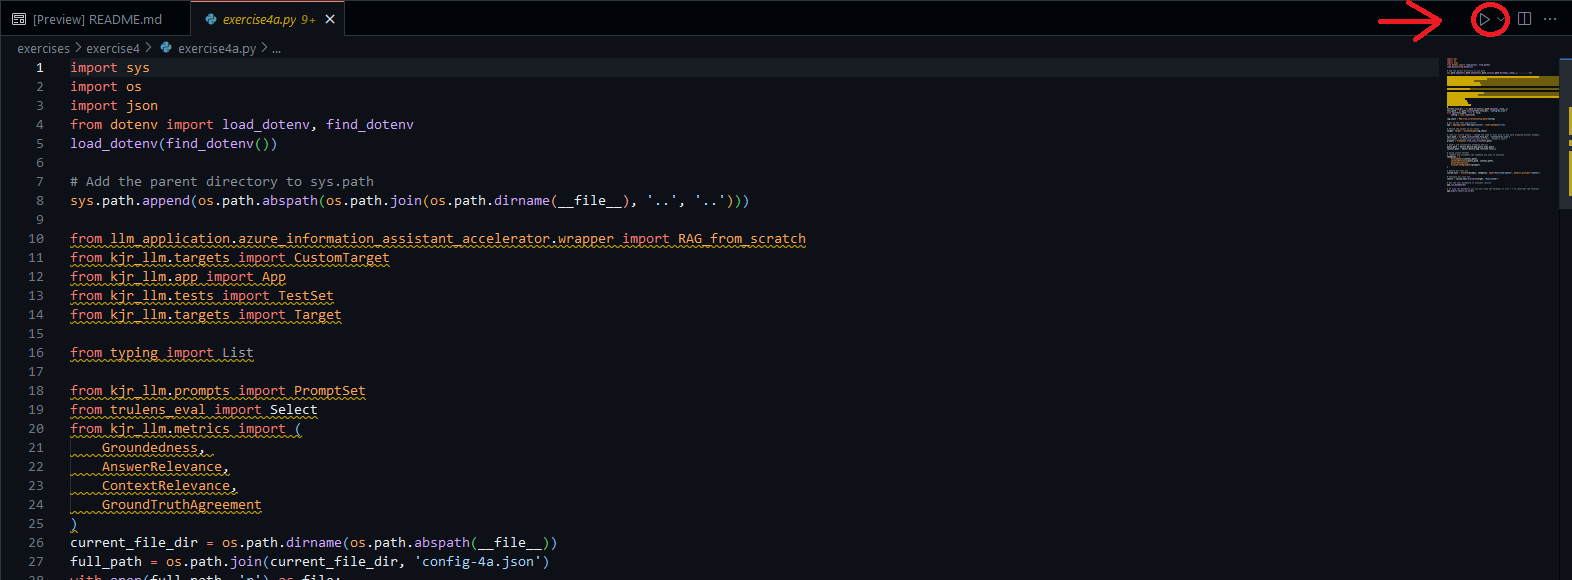 [Preview] README.md
exercise4a.py 9+
exercises > exercise4 > exercise4a.py > ...
1 import sys
2 import os
3 import json
4 from dotenv import load_dotenv, find_dotenv
5 load_dotenv(find_dotenv())
6
7 # Add the parent directory to sys.path
8 sys.path.append(os.path.abspath(os.path.join(os.path.dirname(__file__), '..', '..')))
9
10 from llm_application.azure_information_assistant_accelerator.wrapper import RAG_from_scratch
11 from kjr_llm.targets import CustomTarget
12 from kjr_llm.app import App
13 from kjr_llm.tests import TestSet
14 from kjr_llm.targets import Target
15
16 from typing import List
17
18 from kjr_llm.prompts import PromptSet
19 from trulens_eval import Select
20 from kjr_llm.metrics import (
21     Groundedness,
22     AnswerRelevance,
23     ContextRelevance,
24     GroundTruthAgreement
25 )
26 current_file_dir = os.path.dirname(os.path.abspath(__file__))
27 full_path = os.path.join(current_file_dir, 'config-4a.json')
28 with open(full_path, 'r') as file: